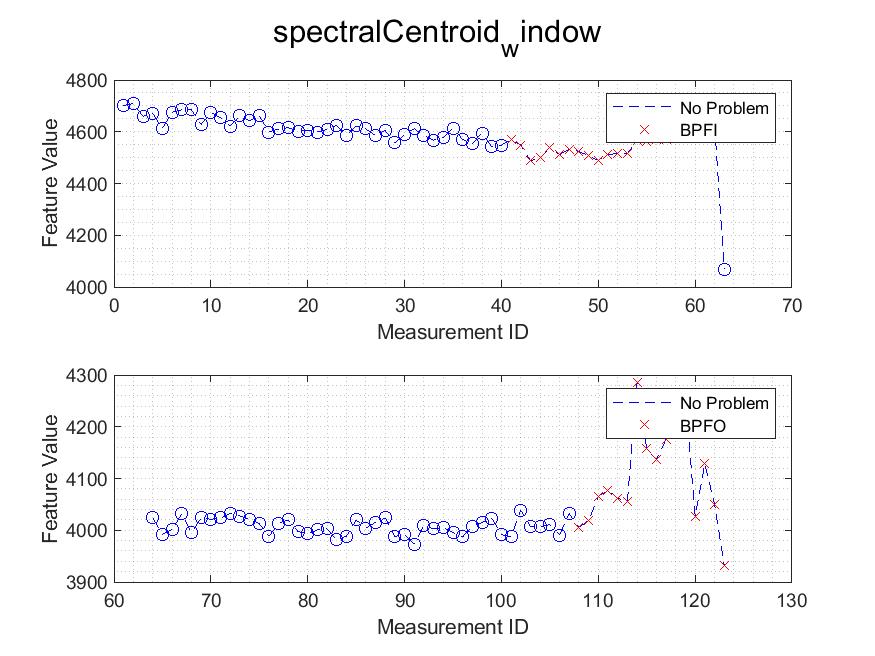 spectralCentroid_window
4800
4600
4400
4200
4000
Feature Value
No Problem
BPFI
0 10 20 30 40 50 60 70
Measurement ID
4300
4200
4100
4000
3900
Feature Value
No Problem
BPFO
60 70 80 90 100 110 120 130
Measurement ID